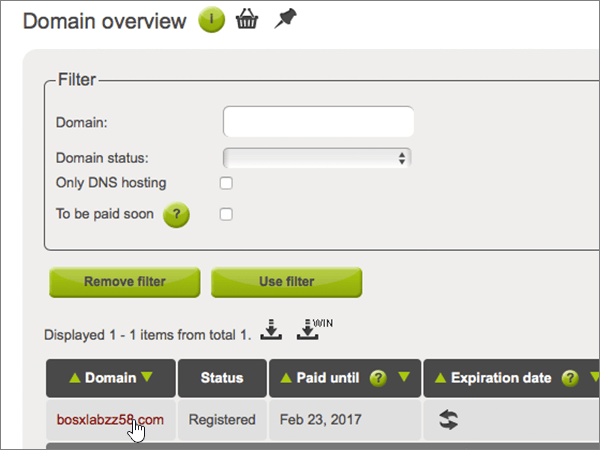 Domain overview
Filter
Domain:
Domain status:
Only DNS hosting
To be paid soon ?
Remove filter Use filter
Displayed 1 - 1 items from total 1. WIN
Domain Status Paid until ? Expiration date ?
bosxlabzz58.com Registered Feb 23, 2017